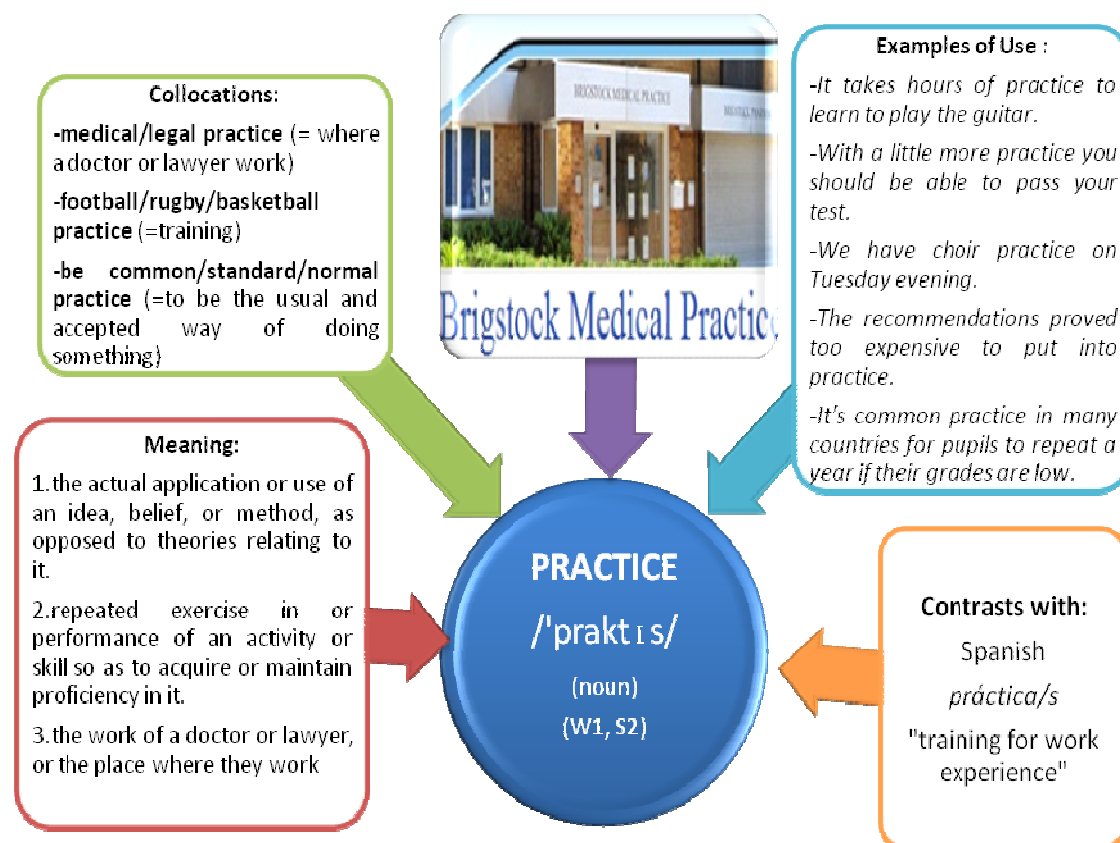 Collocations:
-medical/legal practice (= where
a doctor or lawyer work)
-football/rugby/basketball
practice (=training)
-be common/standard/normal
practice (=to be the usual and
accepted way of doing
something)
BRIGSTOCK MEDICAL PRACTICE
Brigstock Medical Practice
Examples of Use :
-It takes hours of practice to
learn to play the guitar.
-With a little more practice you
should be able to pass your
test.
-We have choir practice on
Tuesday evening.
-The recommendations proved
too expensive to put into
practice.
-It's common practice in many
countries for pupils to repeat a
year if their grades are low.
Meaning:
1.the actual application or use of
an idea, belief, or method, as
opposed to theories relating to
it.
2.repeated exercise in or
performance of an activity or
skill so as to acquire or maintain
proficiency in it.
3.the work of a doctor or lawyer,
or the place where they work
PRACTICE
/'praktɪs/
(noun)
(W1, S2)
Contrasts with:
Spanish
práctica/s
"training for work
experience"